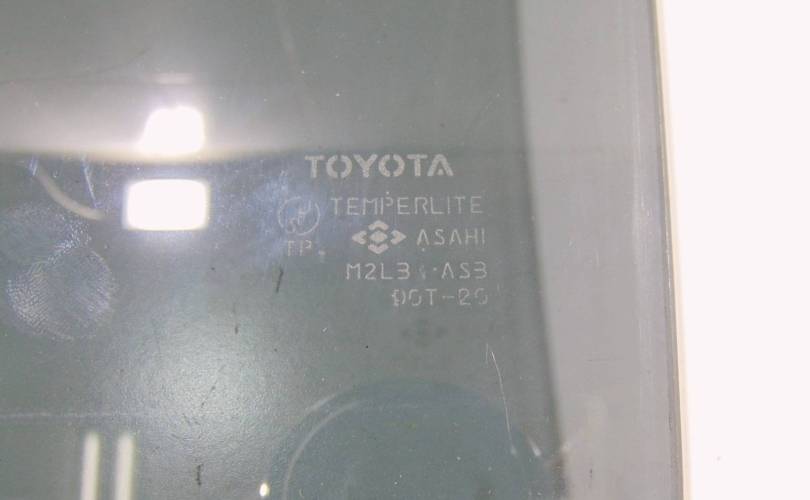 TOYOTA
TEMPERLITE
TP
ASAHI
M2L3 AS3
DOT-20